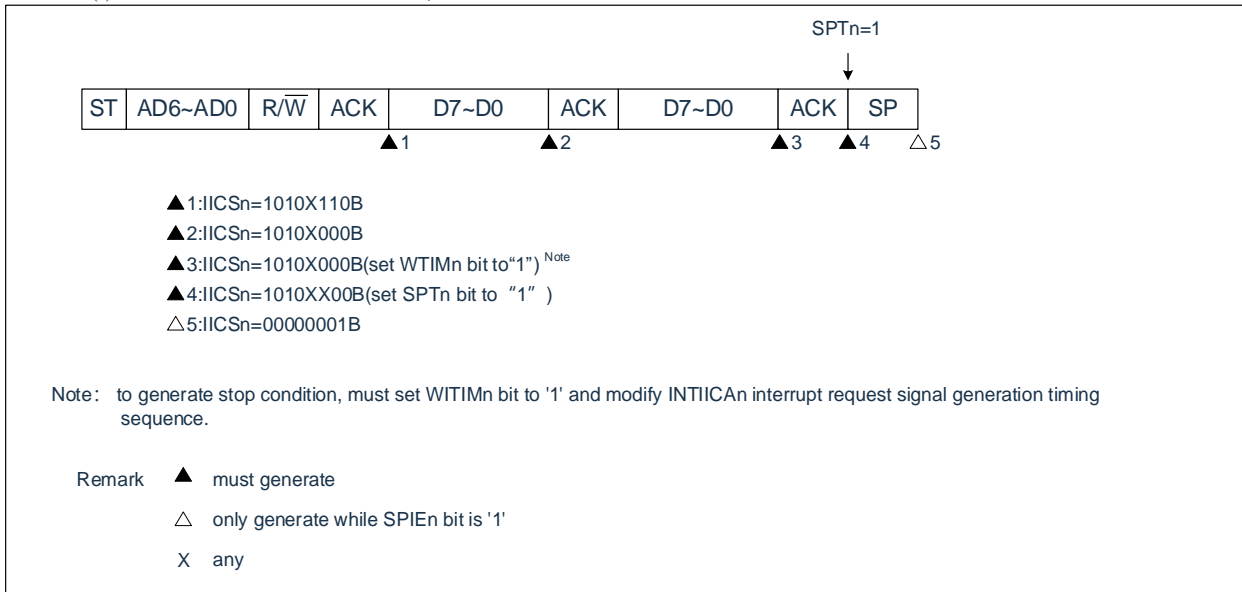 SPTn=1
ST AD6~AD0 R/W ACK D7~D0 ACK D7~D0 ACK SP
▲1 ▲2 ▲3 ▲4 △5
▲1:IICSn=1010X110B
▲2:IICSn=1010X000B
▲3:IICSn=1010X000B(set WTIMn bit to“1”) Note
▲4:IICSn=1010XX00B(set SPTn bit to “1” )
△5:IICSn=00000001B
Note: to generate stop condition, must set WITIMn bit to '1' and modify INTIICAn interrupt request signal generation timing
sequence.
Remark ▲ must generate
△ only generate while SPIEn bit is '1'
X any